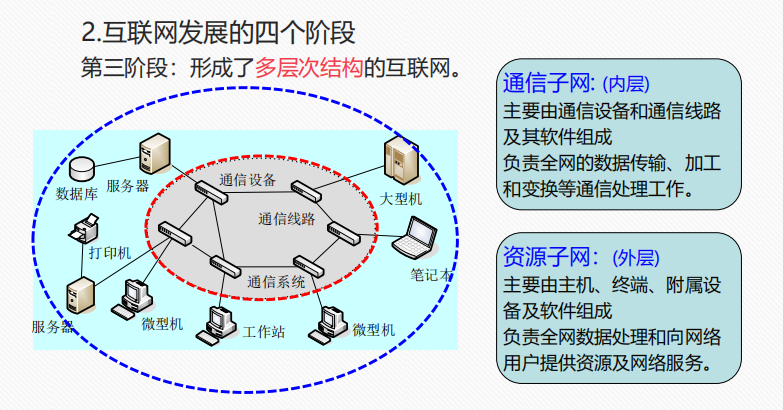 2.互联网发展的四个阶段
第三阶段：形成了多层次结构的互联网。
通信子网: (内层)
主要由通信设备和通信线路
及其软件组成
负责全网的数据传输、加工
和变换等通信处理工作。
资源子网：(外层)
主要由主机、终端、附属设
备及软件组成
负责全网数据处理和向网络
用户提供资源及网络服务。
数据库
服务器
通信设备
大型机
通信线路
打印机
通信系统
笔记本
服务器
微型机
工作站
微型机